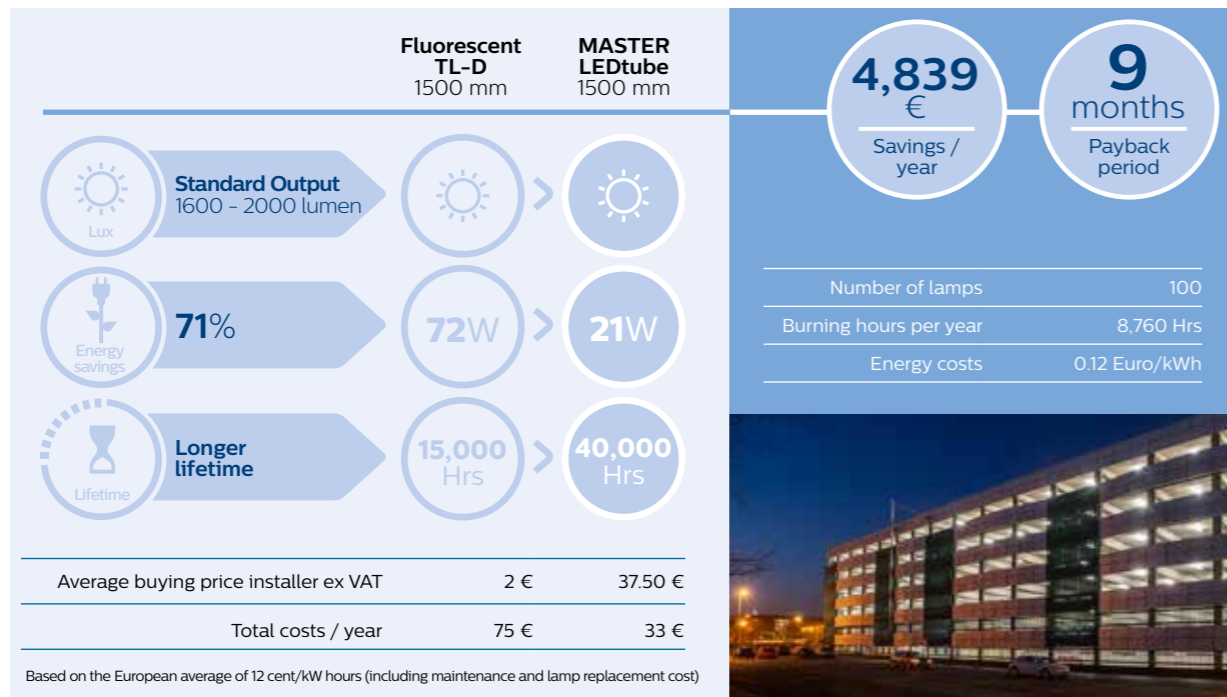 Fluorescent
TL-D
1500 mm
MASTER
LEDtube
1500 mm
Lux
Standard Output
1600 - 2000 lumen
Energy
savings
71%
72W
>
21W
Lifetime
Longer
lifetime
15,000
Hrs
>
40,000
Hrs
Average buying price installer ex VAT 2 € 37.50 €
Total costs / year 75 € 33 €
Based on the European average of 12 cent/kW hours (including maintenance and lamp replacement cost)
4,839
€
Savings /
year
9
months
Payback
period
Number of lamps 100
Burning hours per year 8,760 Hrs
Energy costs 0.12 Euro/kWh